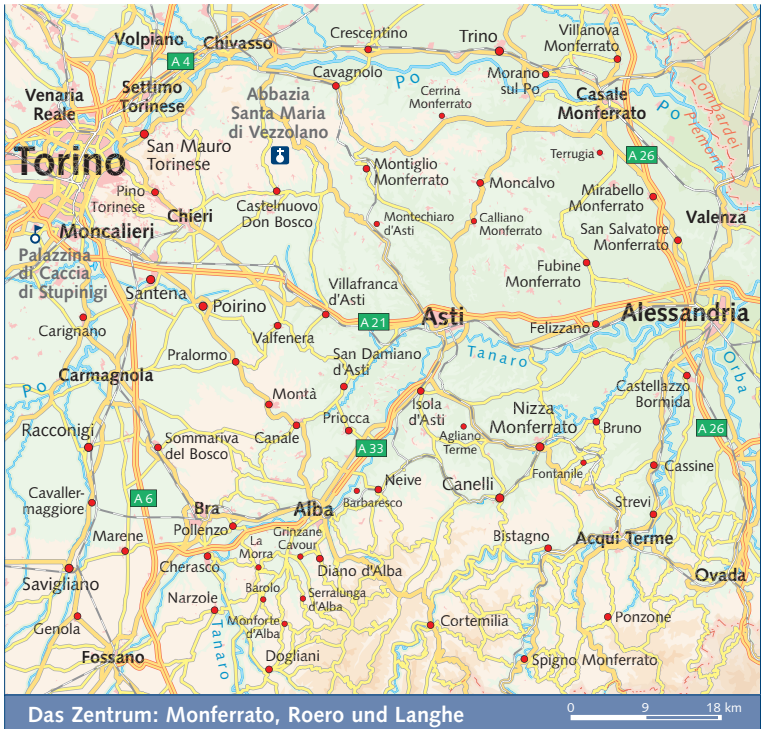 Volpiano
Chivasso
Crescentino
Trino
Villanova
Monferrato
A 4
Cavagnolo
Po
Morano
sul Po
Settimo
Torinese
Venaria
Reale
Abbazia
Santa Maria
di Vezzolano
Cerrina
Monferrato
Casale
Monferrato
Po
Lombardei
Piemont
San Mauro
Torinese
Torino
Montiglio
Monferrato
Terrugia
A 26
Moncalvo
Pino
Torinese
Castelnuovo
Don Bosco
Mirabello
Monferrato
Chieri
Montechiaro
d'Asti
Calliano
Monferrato
Valenza
Moncalieri
San Salvatore
Monferrato
Palazzina
di Caccia
di Stupinigi
Fubine
Monferrato
Santena
Villafranca
d'Asti
Poirino
Asti
Alessandria
A 21
Carignano
Valfenera
Felizzano
Pralormo
San Damiano
d'Asti
Tanaro
Orba
Po
Carmagnola
Castellazzo
Bormida
Montà
Isola
d'Asti
Nizza
Monferrato
Priocca
Racconigi
Sommariva
del Bosco
Canale
Agliano
Terme
Bruno
A 26
A 33
Fontanile
Cassine
Neive
Canelli
Cavaller-
maggiore
A 6
Barbaresco
Strevi
Bra
Alba
Pollenzo
Marene
Grinzane
Cavour
La
Morra
Bistagno
Acqui Terme
Cherasco
Diano d'Alba
Savigliano
Ovada
Barolo
Serralunga
d'Alba
Narzole
Genola
Monforte
d'Alba
Cortemilia
Ponzone
Tanaro
Fossano
Dogliani
Spigno Monferrato
Das Zentrum: Monferrato, Roero und Langhe
0 9 18 km